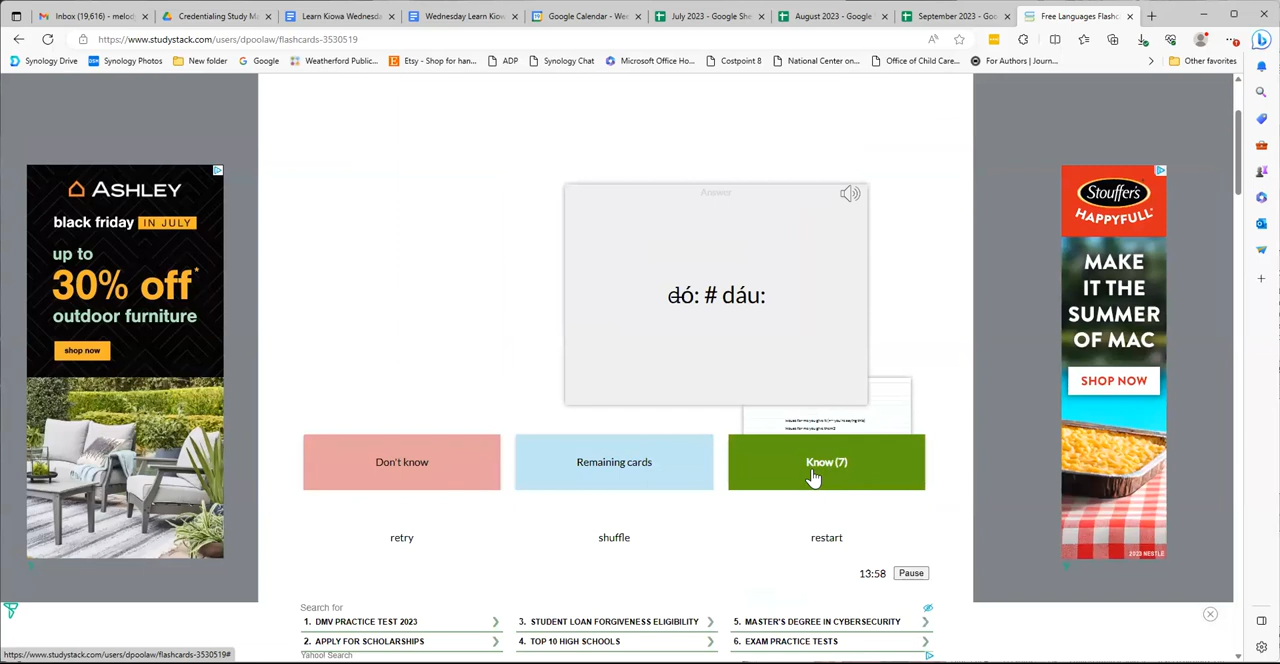 Inbox (19,616) – melod
Credentialing Study Ma
Learn Kiowa Wednesda
Wednesday Learn Kiow
Google Calendar - Wee
July 2023 - Google She
August 2023 - Google
September 2023 - Goo
Free Languages Flashc
https://www.studystack.com/users/dpoolaw/flashcards-3530519
Synology Drive
Synology Photos
New folder
Google
Weatherford Public...
Etsy - Shop for han...
ADP
Synology Chat
Microsoft Office Ho...
Costpoint 8
National Center on...
Office of Child Care...
For Authors | Journ...
Other favorites
ASHLEY
black friday IN JULY
up to
30% off*
outdoor furniture
shop now
Answer
d̶ó: # dáu:
Don't know
Remaining cards
Know (7)
retry
shuffle
restart
13:58
Pause
Search for
1. DMV PRACTICE TEST 2023
3. STUDENT LOAN FORGIVENESS ELIGIBILITY
5. MASTER'S DEGREE IN CYBERSECURITY
2. APPLY FOR SCHOLARSHIPS
4. TOP 10 HIGH SCHOOLS
6. EXAM PRACTICE TESTS
Yahoo! Search
Stouffer's
HAPPYFULL
MAKE
IT THE
SUMMER
OF MAC
SHOP NOW
2023 NESTLÉ
https://www.studystack.com/users/dpoolaw/flashcards-3530519#